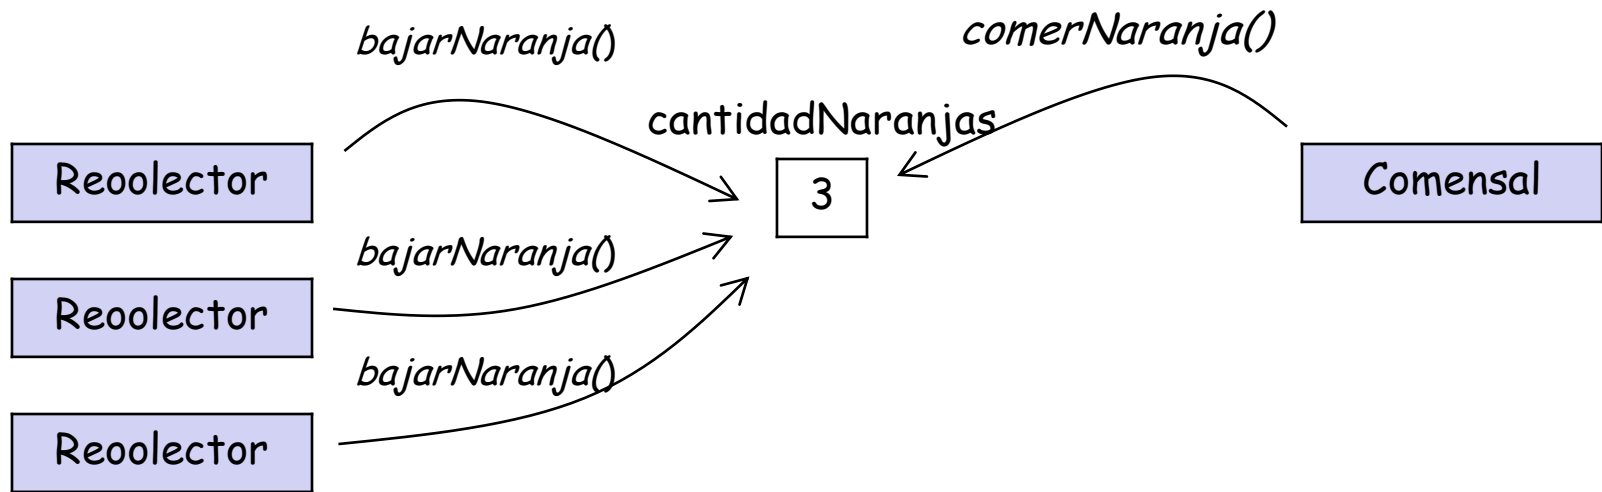 bajarNaranja()
comerNaranja()
cantidadNaranjas
Reoolector
3
Comensal
bajarNaranja()
Reoolector
bajarNaranja()
Reoolector